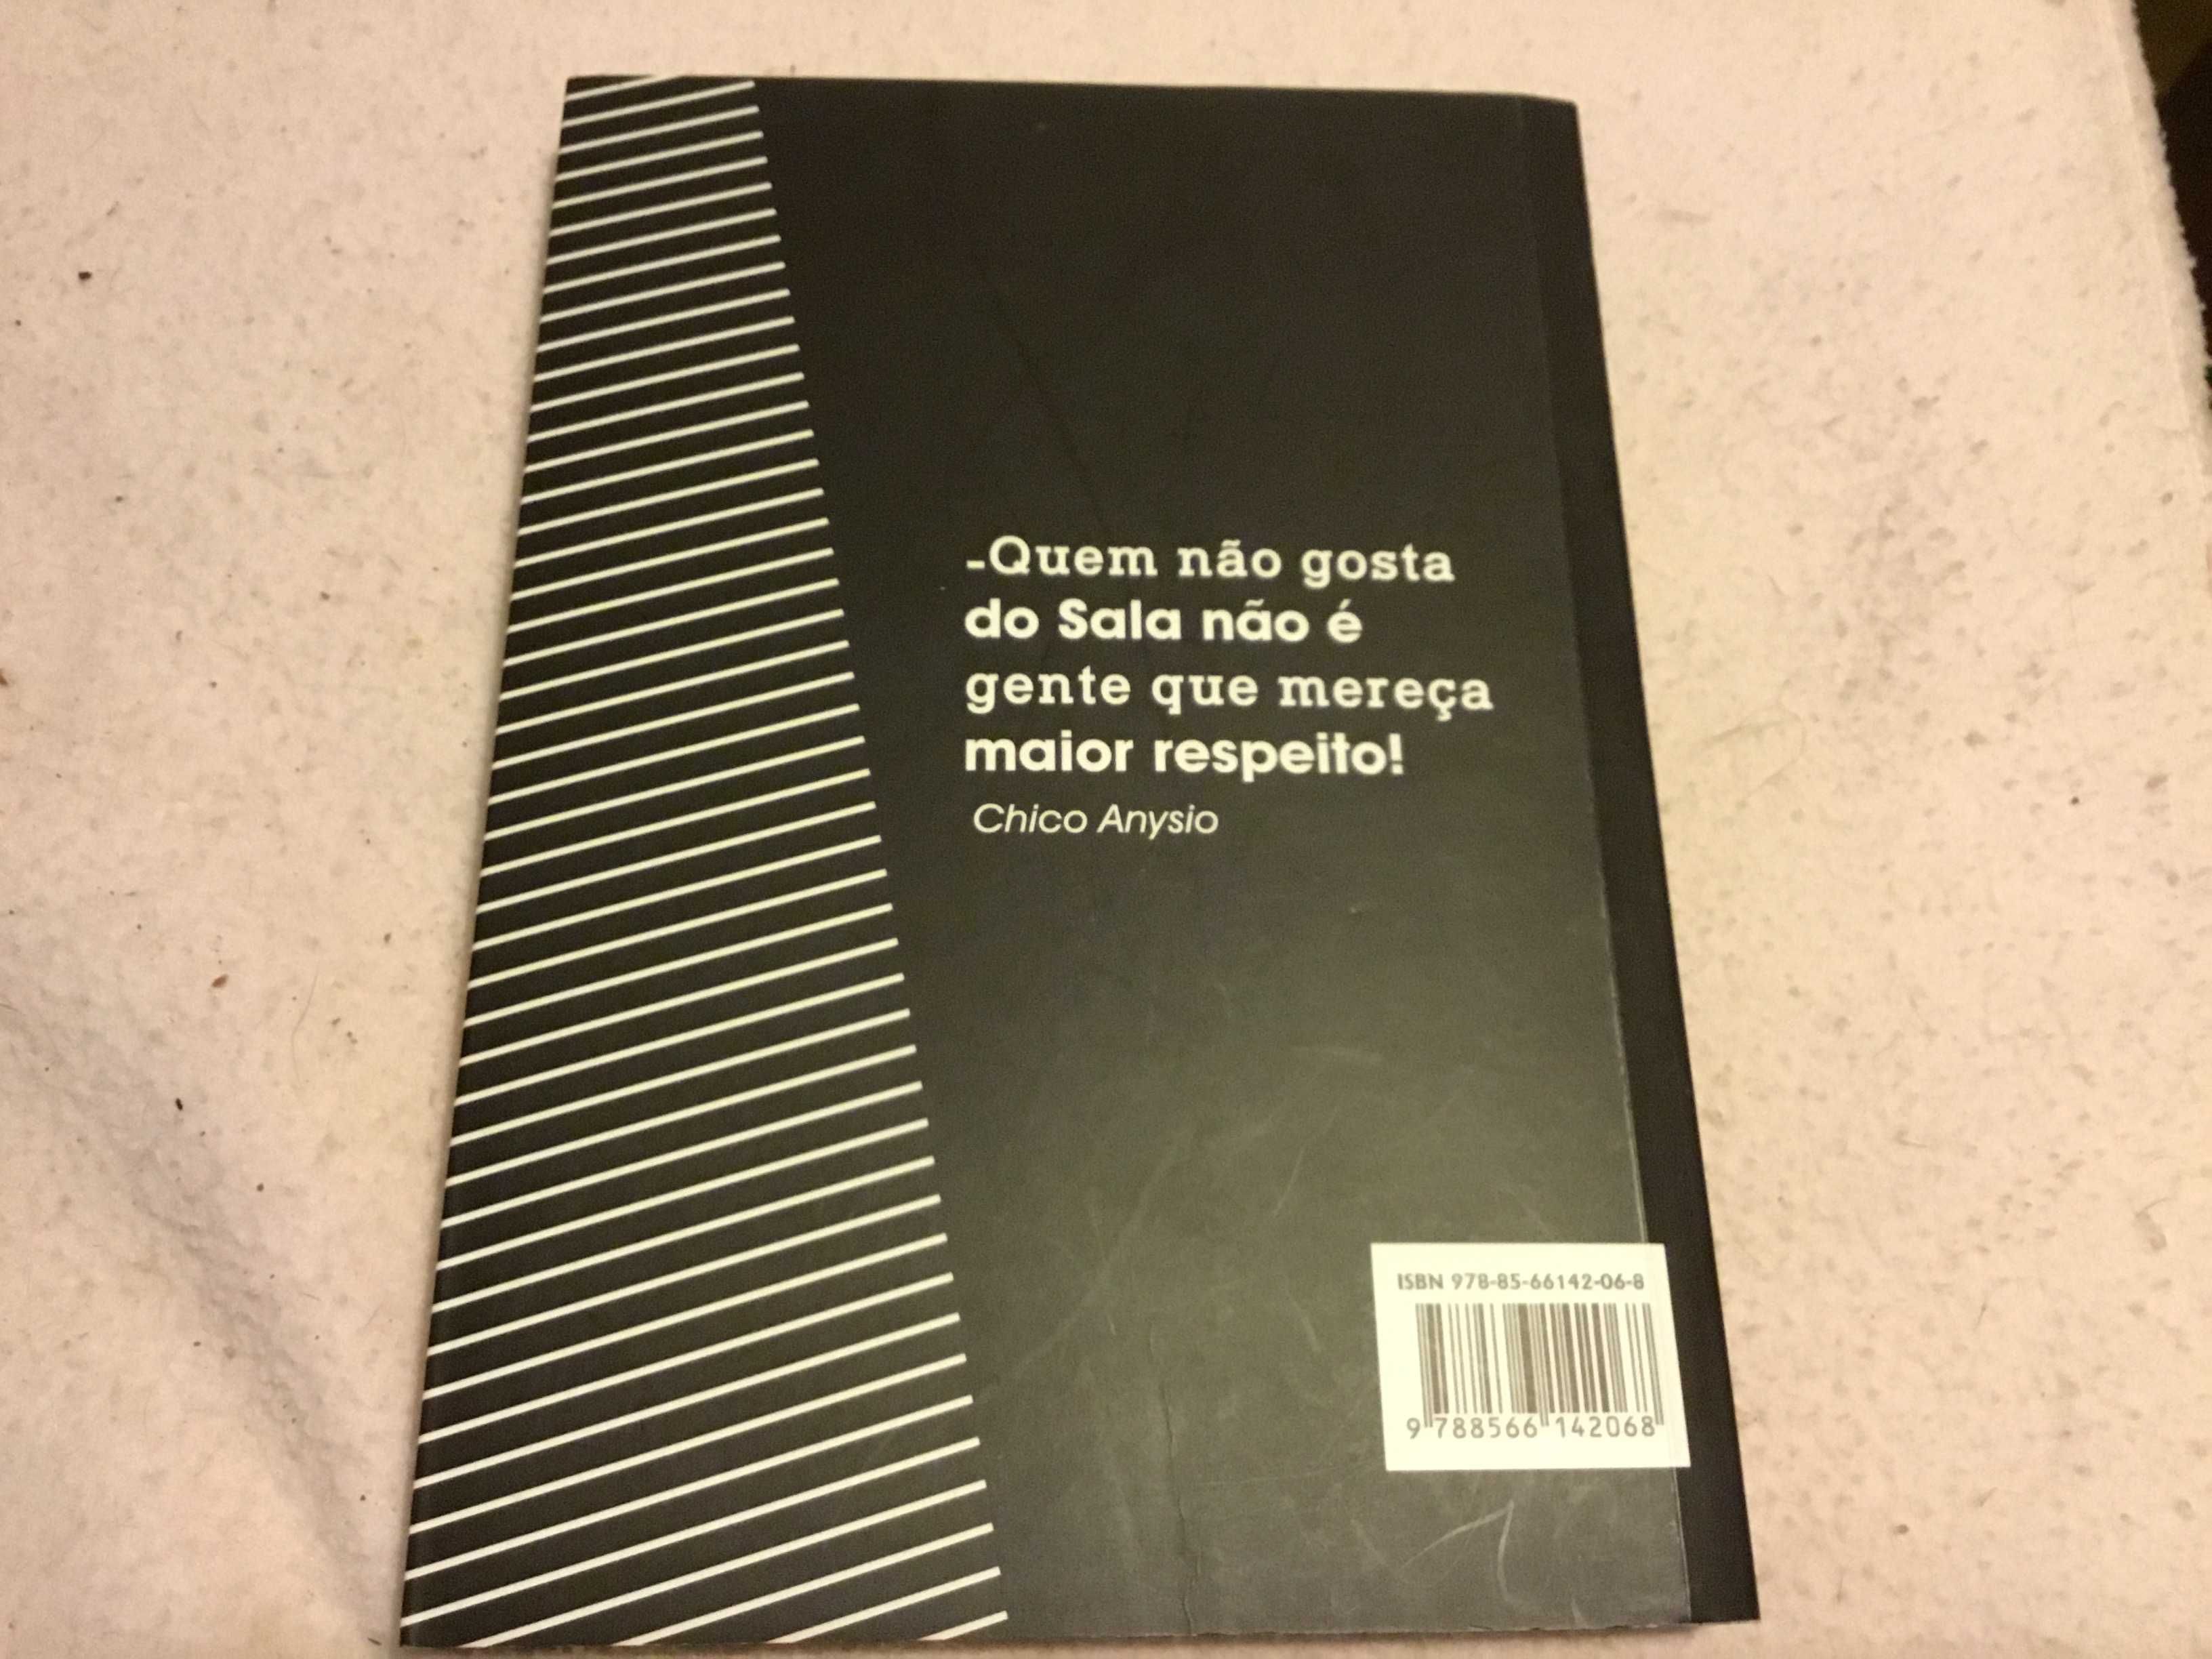 -Quem não gosta
do Sala não é
gente que mereça
maior respeito!
Chico Anysio
ISBN 978-85-66142-06-8
9 788566 142068